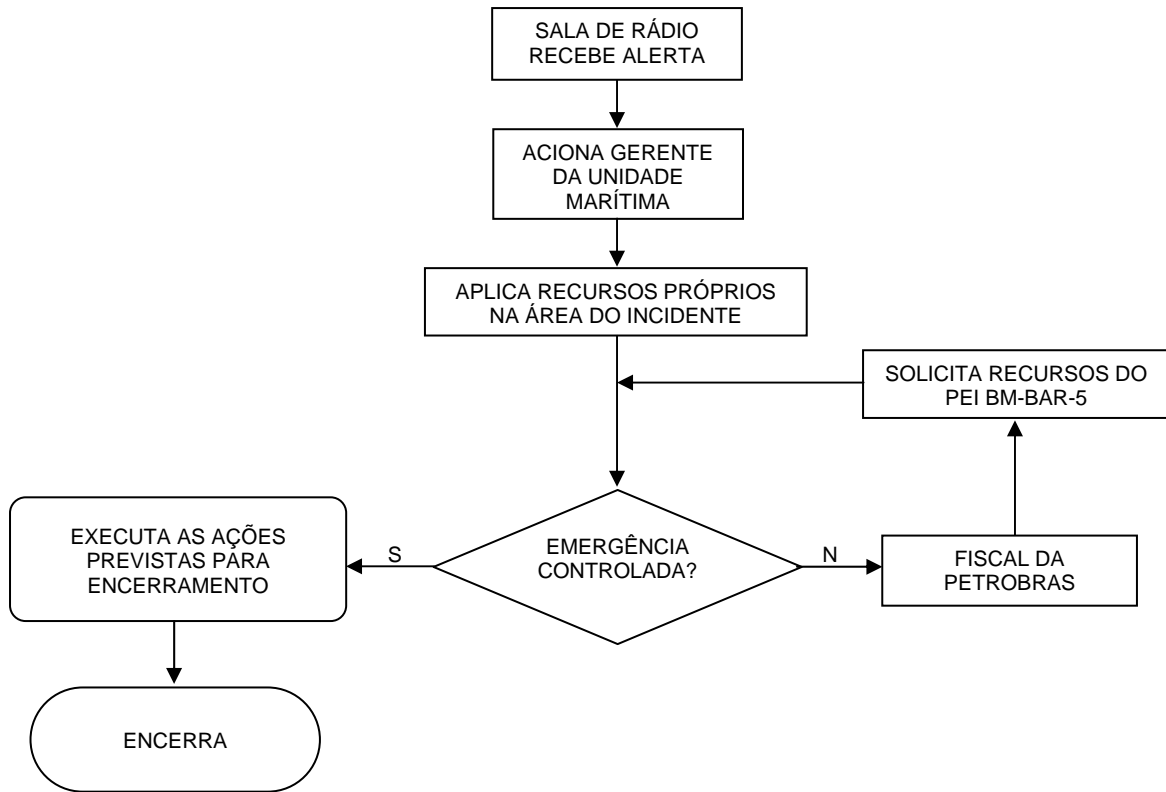 SALA DE RÁDIO
RECEBE ALERTA
ACIONA GERENTE
DA UNIDADE
MARÍTIMA
APLICA RECURSOS PRÓPRIOS
NA ÁREA DO INCIDENTE
SOLICITA RECURSOS DO
PEI BM-BAR-5
EXECUTA AS AÇÕES
PREVISTAS PARA
ENCERRAMENTO
S
EMERGÊNCIA
CONTROLADA?
N
FISCAL DA
PETROBRAS
ENCERRA